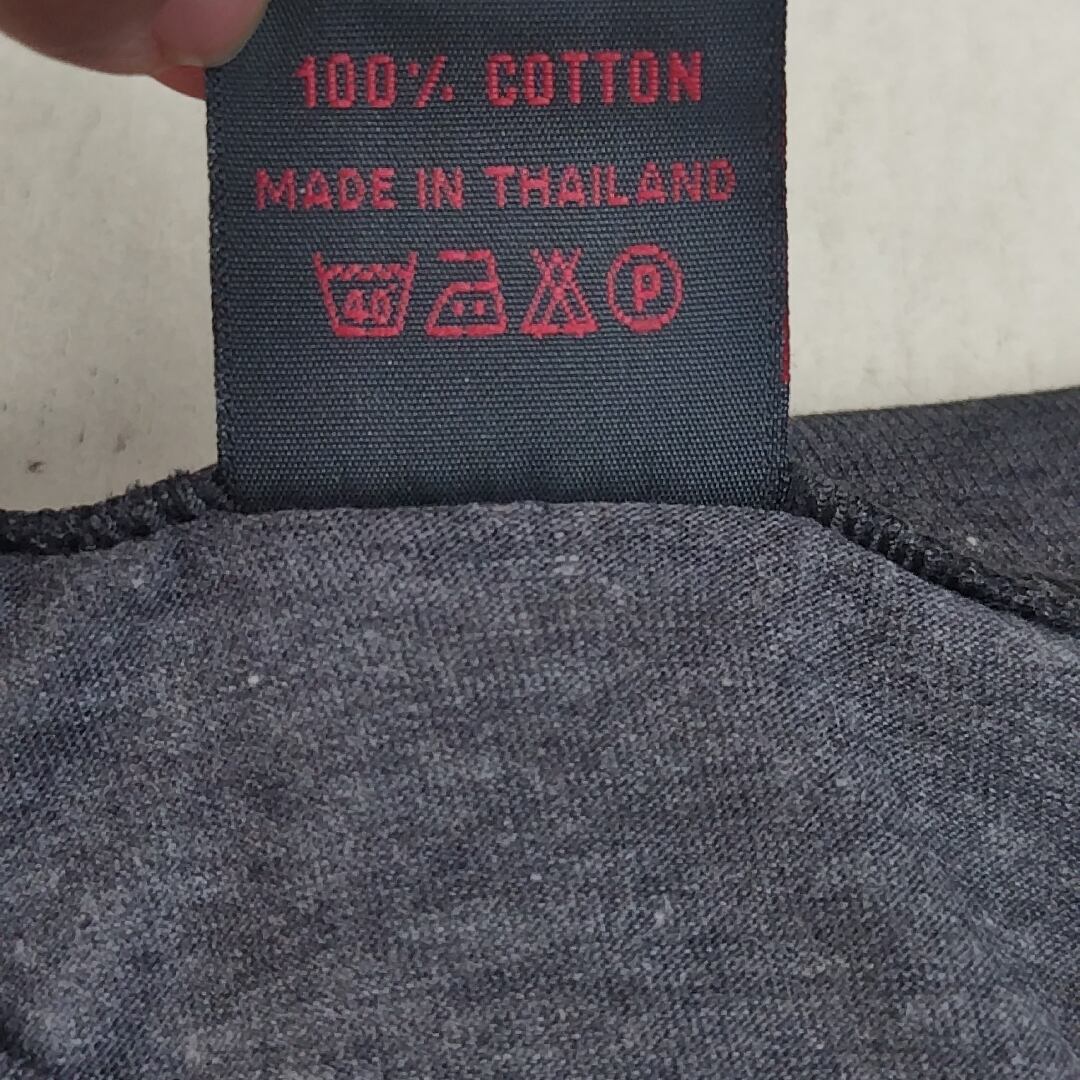 100% COTTON
MADE IN THAILAND
40°
P